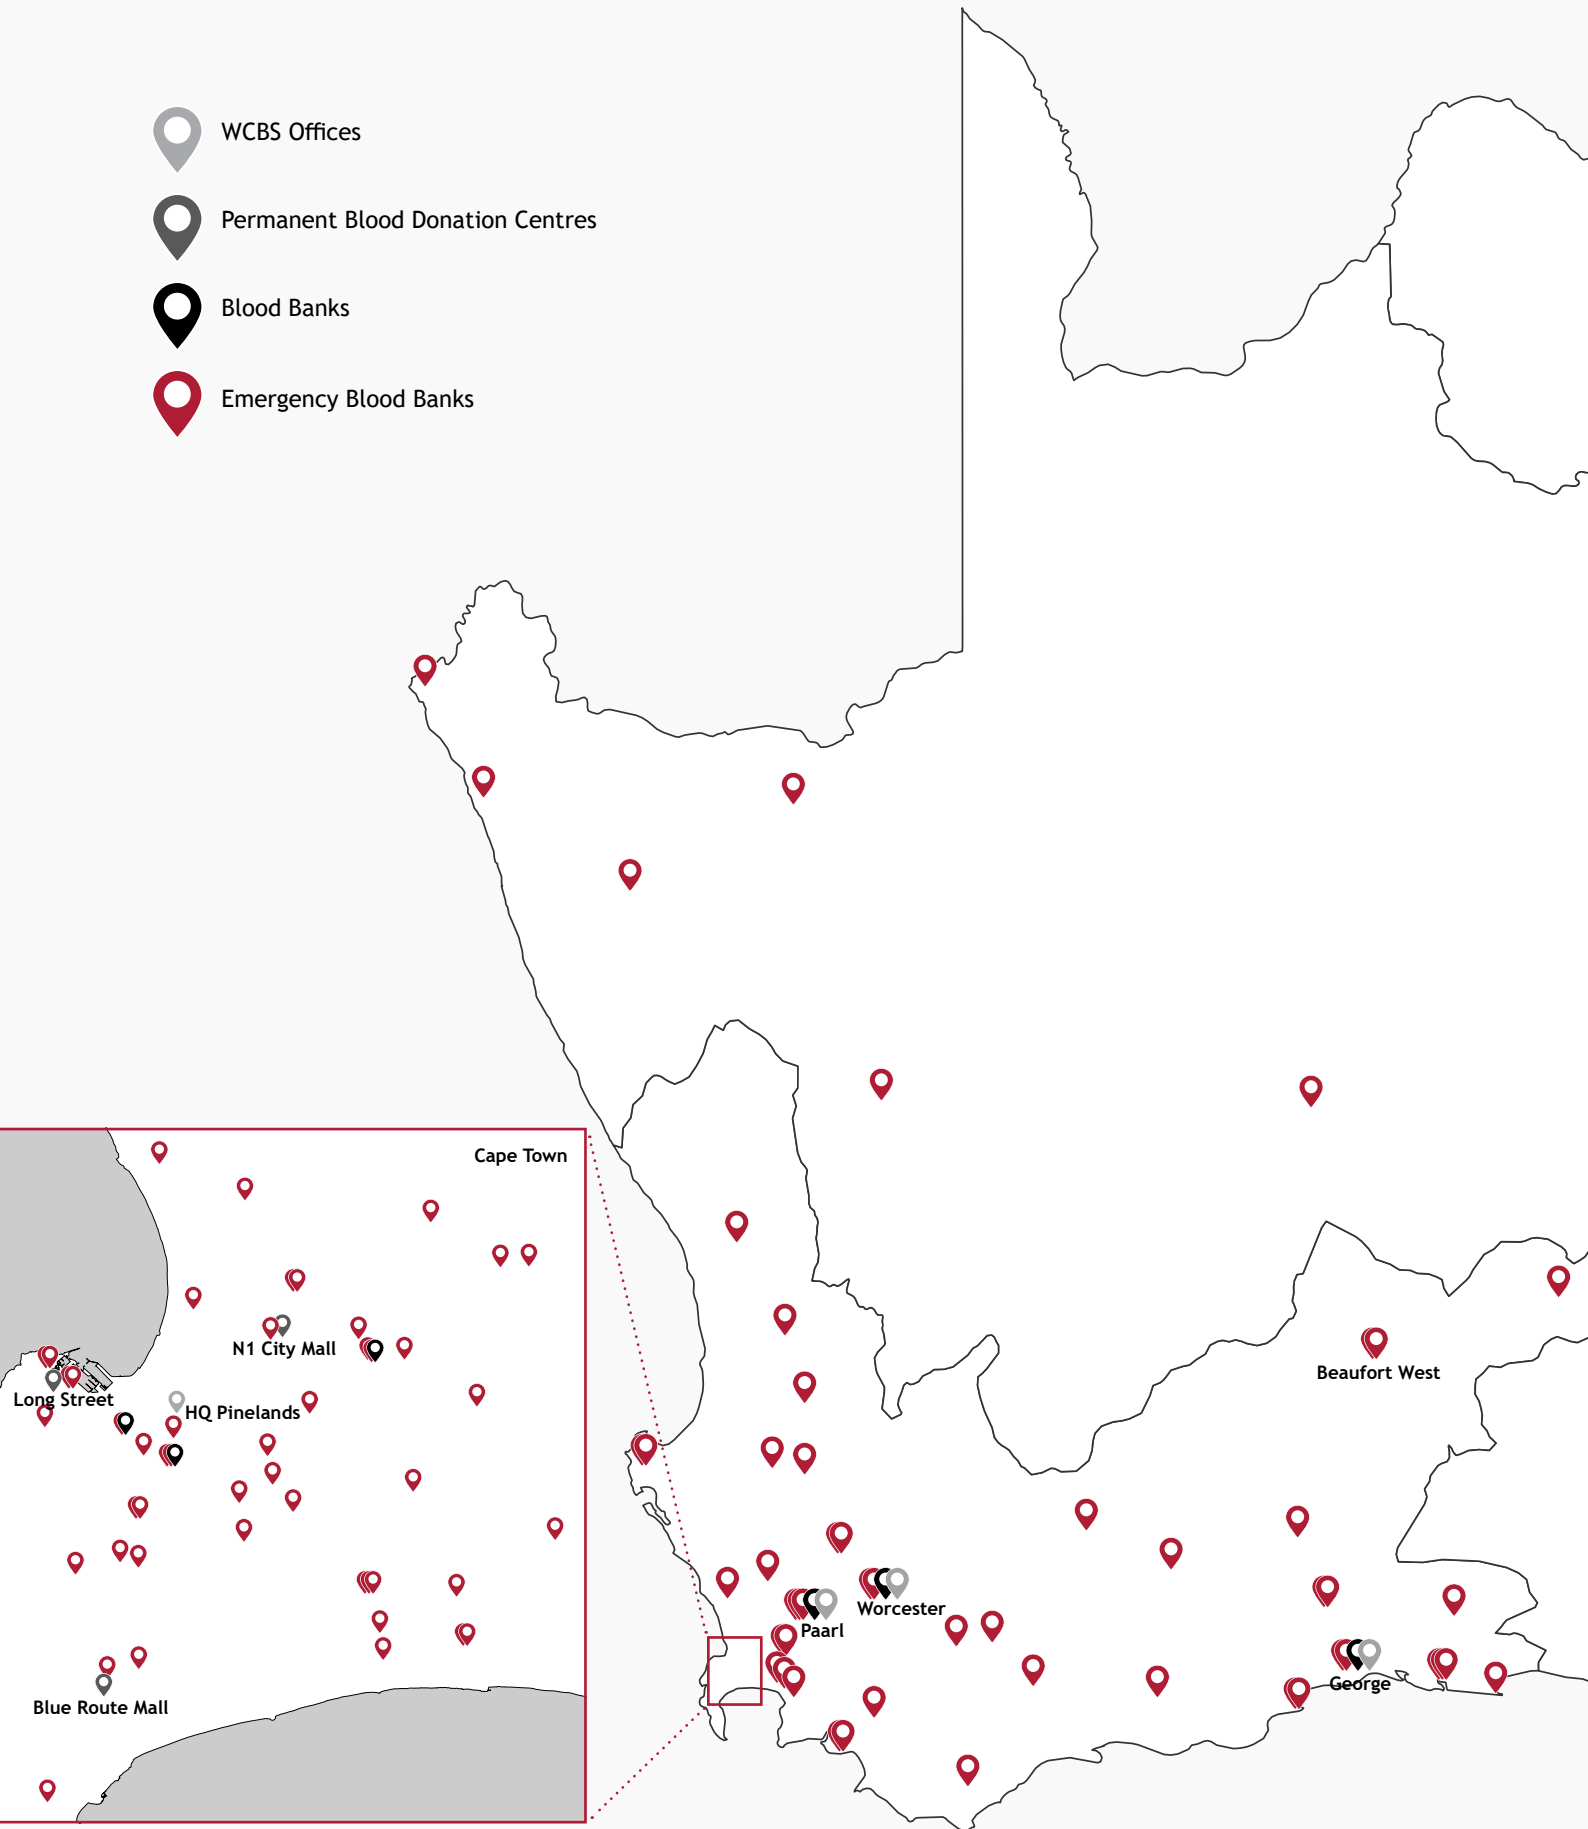 WCBS Offices
Permanent Blood Donation Centres
Blood Banks
Emergency Blood Banks
Cape Town
N1 City Mall
Long Street
HQ Pinelands
Blue Route Mall
Beaufort West
Worcester
Paarl
George